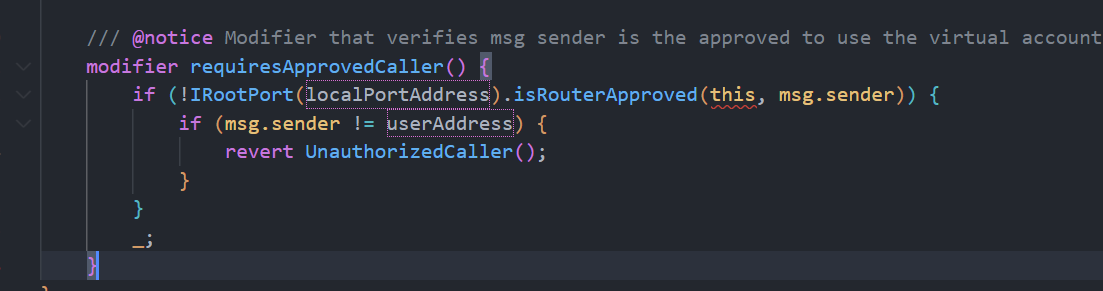 /// @notice Modifier that verifies msg sender is the approved to use the virtual account
modifier requiresApprovedCaller() {
if (!IRootPort(localPortAddress).isRouterApproved(this, msg.sender)) {
if (msg.sender != userAddress) {
revert UnauthorizedCaller();
}
}
_;
}